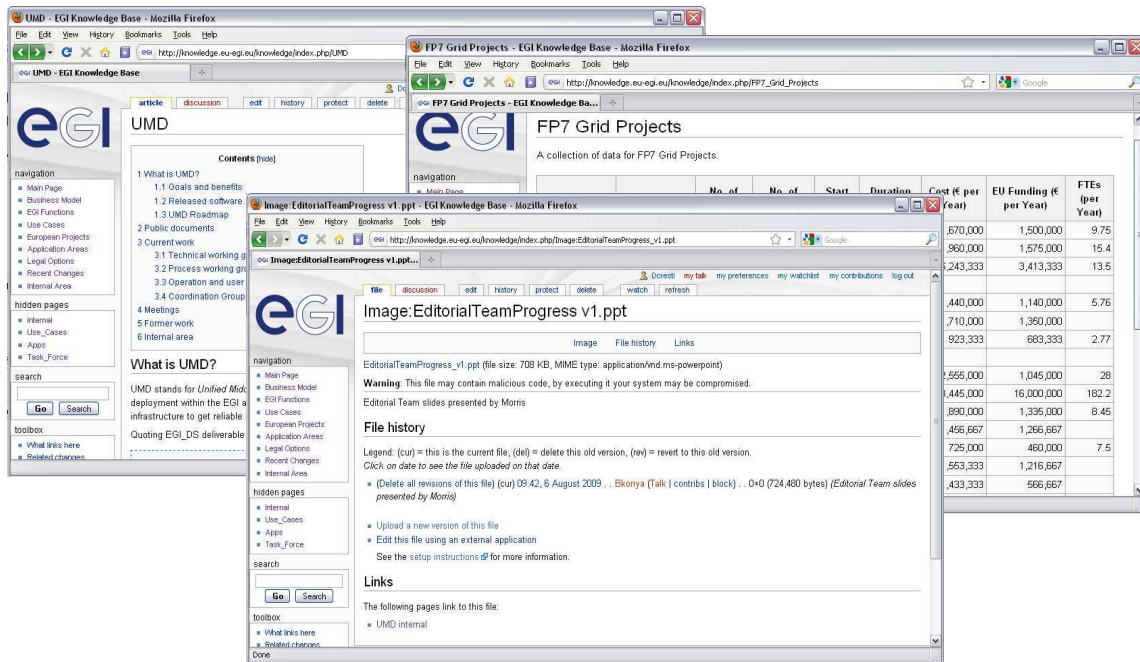 UMD - EGI Knowledge Base - Mozilla Firefox
File Edit View History Bookmarks Tools Help
http://knowledge.eu-egi.eu/knowledge/index.php/UMD
UMD - EGI Knowledge Base
article discussion edit history protect delete
eGI
UMD
Contents [hide]
1 What is UMD?
1.1 Goals and benefits
1.2 Released software
1.3 UMD Roadmap
2 Public documents
3 Current work
3.1 Technical working
3.2 Process working
3.3 Operation and user
3.4 Coordination Group
4 Meetings
5 Former work
6 Internal area
What is UMD?
UMD stands for Unified
deployment within the EGI
infrastructure to get reliable
Quoting EGI_DS deliverable
navigation
Main Page
Business Model
EGI Functions
Use Cases
European Projects
Application Areas
Legal Options
Recent Changes
Internal Area
hidden pages
Internal
Use_Cases
Apps
Task_Force
search
Go Search
toolbox
What links here
Related changes
FP7 Grid Projects - EGI Knowledge Base - Mozilla Firefox
File Edit View History Bookmarks Tools Help
http://knowledge.eu-egi.eu/knowledge/index.php/FP7_Grid_Projects
Google
FP7 Grid Projects - EGI Knowledge Ba...
eGI
navigation
FP7 Grid Projects
A collection of data for FP7 Grid Projects.
No. of No. of Start Duration Cost (€ per Year) EU Funding (€ per Year) FTEs (per Year)
,670,000 1,500,000 9.75
,960,000 1,575,000 15.4
,243,333 3,413,333 13.5
,440,000 1,140,000 5.76
,710,000 1,350,000
923,333 683,333 2.77
,555,000 1,045,000 28
,445,000 16,000,000 182.2
,890,000 1,335,000 8.45
,456,667 1,266,667
725,000 460,000 7.5
,553,333 1,216,667
,433,333 566,667
Image:EditorialTeamProgress v1.ppt - EGI Knowledge Base - Mozilla Firefox
File Edit View History Bookmarks Tools Help
http://knowledge.eu-egi.eu/knowledge/index.php/Image:EditorialTeamProgress_v1.ppt
Google
Image:EditorialTeamProgress v1.ppt...
Dcresti my talk my preferences my watchlist my contributions log out
file discussion edit history protect delete watch refresh
eGI
Image:EditorialTeamProgress v1.ppt
Image File history Links
EditorialTeamProgress_v1.ppt (file size: 708 KB, MIME type: application/vnd.ms-powerpoint)
Warning: This file may contain malicious code, by executing it your system may be compromised.
Editorial Team slides presented by Morris
File history
Legend: (cur) = this is the current file, (del) = delete this old version, (rev) = revert to this old version.
Click on date to see the file uploaded on that date.
(Delete all revisions of this file) (cur) 09:42, 6 August 2009 . . Bkonya (Talk | contribs | block) . . 0×0 (724,480 bytes) (Editorial Team slides
presented by Morris)
Upload a new version of this file
Edit this file using an external application
See the setup instructions for more information.
Links
The following pages link to this file:
UMD internal
navigation
Main Page
Business Model
EGI Functions
Use Cases
European Projects
Application Areas
Legal Options
Recent Changes
Internal Area
hidden pages
Internal
Use_Cases
Apps
Task_Force
search
Go Search
toolbox
What links here
Related changes
Done